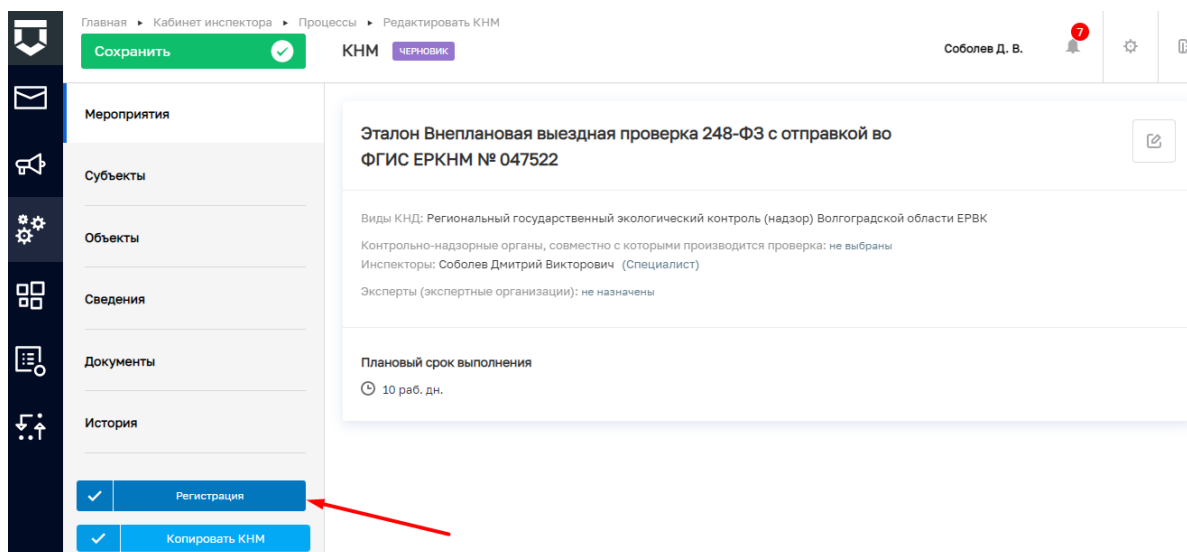 Главная ▸ Кабинет инспектора ▸ Процессы ▸ Редактировать КНМ
Сохранить
КНМ ЧЕРНОВИК
Соболев Д. В.
7
Мероприятия
Субъекты
Объекты
Сведения
Документы
История
Регистрация
Копировать КНМ
Эталон Внеплановая выездная проверка 248-ФЗ с отправкой во
ФГИС ЕРКНМ № 047522
Виды КНД: Региональный государственный экологический контроль (надзор) Волгоградской области ЕРВК
Контрольно-надзорные органы, совместно с которыми производится проверка: не выбраны
Инспекторы: Соболев Дмитрий Викторович (Специалист)
Эксперты (экспертные организации): не назначены
Плановый срок выполнения
10 раб. дн.